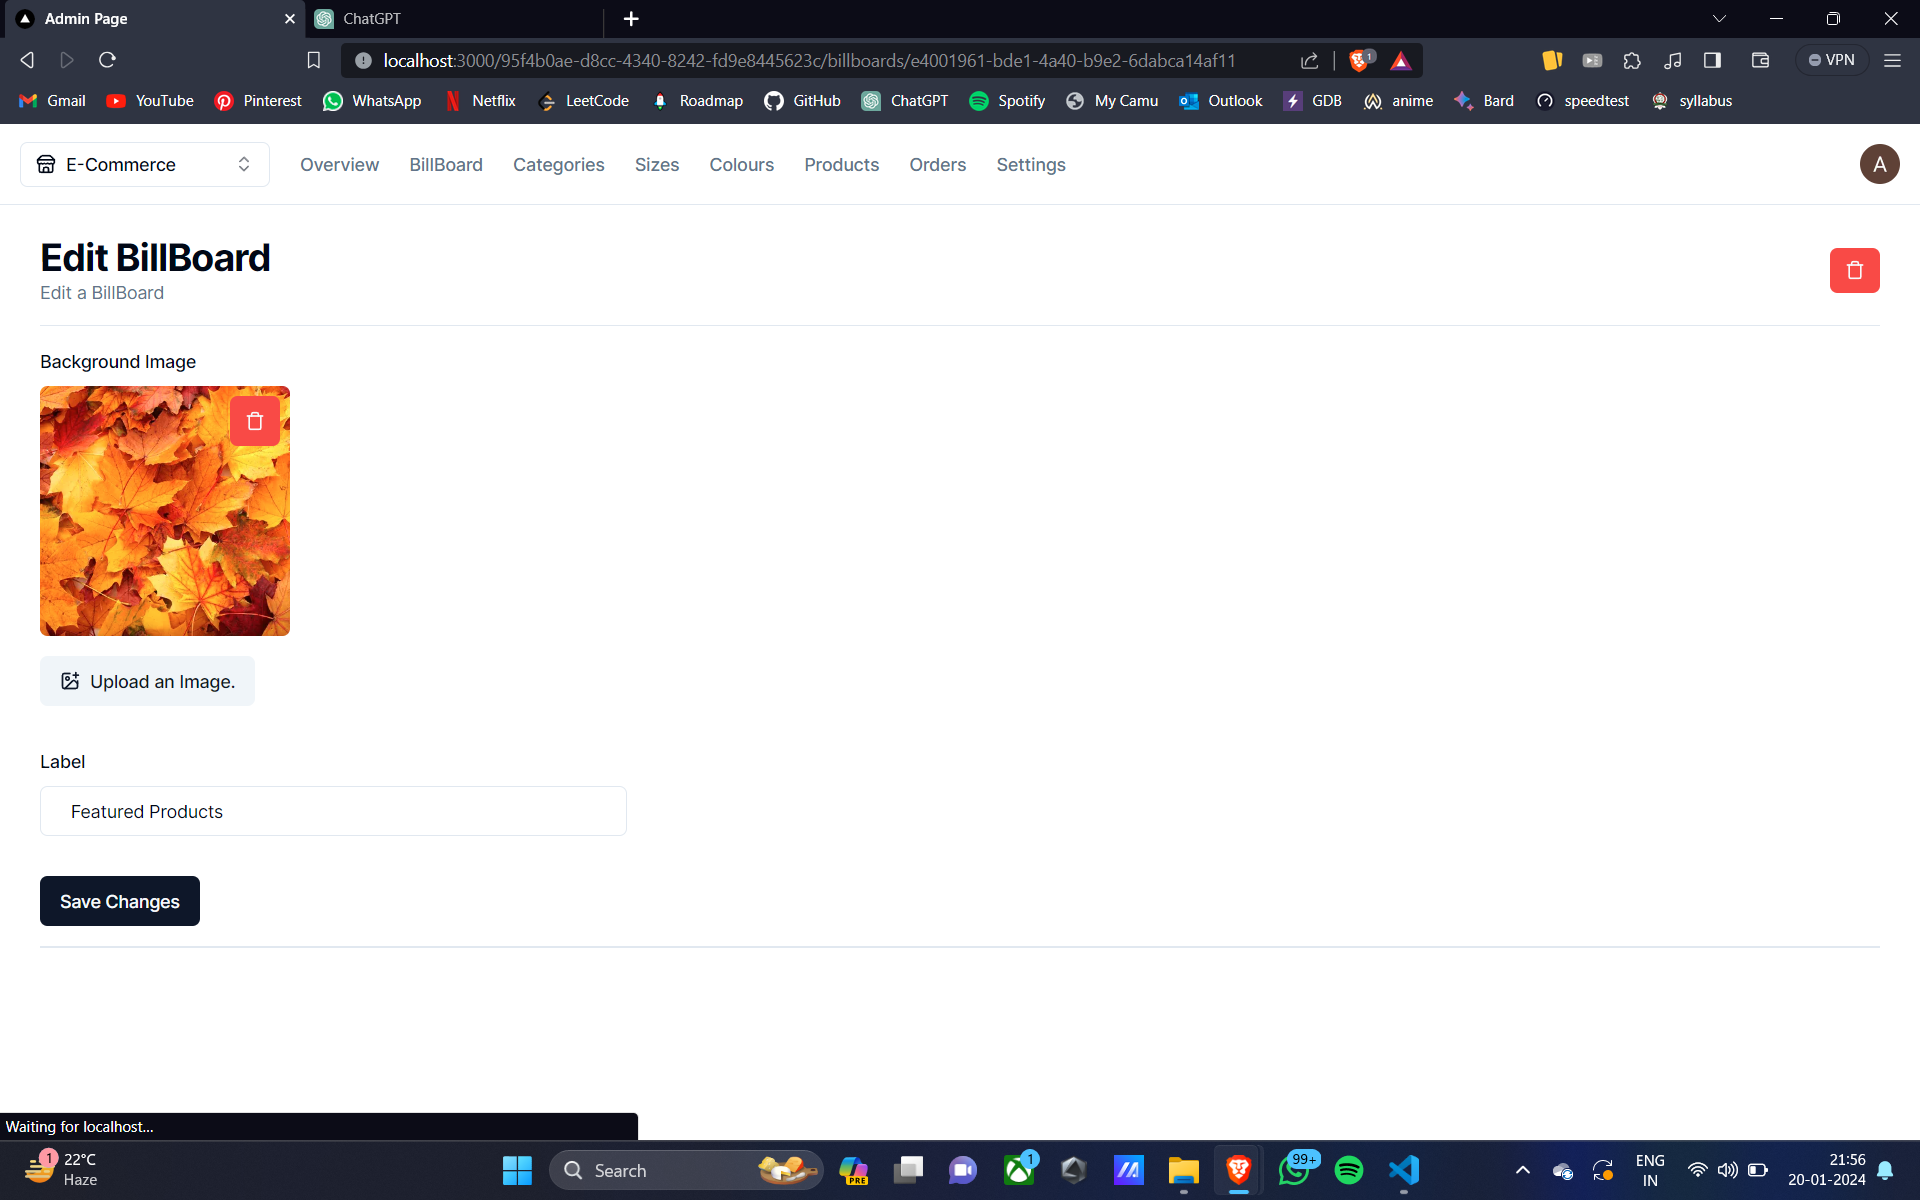 Admin Page
ChatGPT
localhost:3000/95f4b0ae-d8cc-4340-8242-fd9e8445623c/billboards/e4001961-bde1-4a40-b9e2-6dabca14af11
1
VPN
Gmail YouTube Pinterest WhatsApp Netflix LeetCode Roadmap GitHub ChatGPT Spotify My Camu Outlook GDB anime Bard speedtest syllabus
E-Commerce Overview BillBoard Categories Sizes Colours Products Orders Settings A
Edit BillBoard
Edit a BillBoard
Background Image
Upload an Image.
Label
Featured Products
Save Changes
Waiting for localhost...
1
22°C
Haze
Search
PRE
1
99+
ENG
IN
21:56
20-01-2024